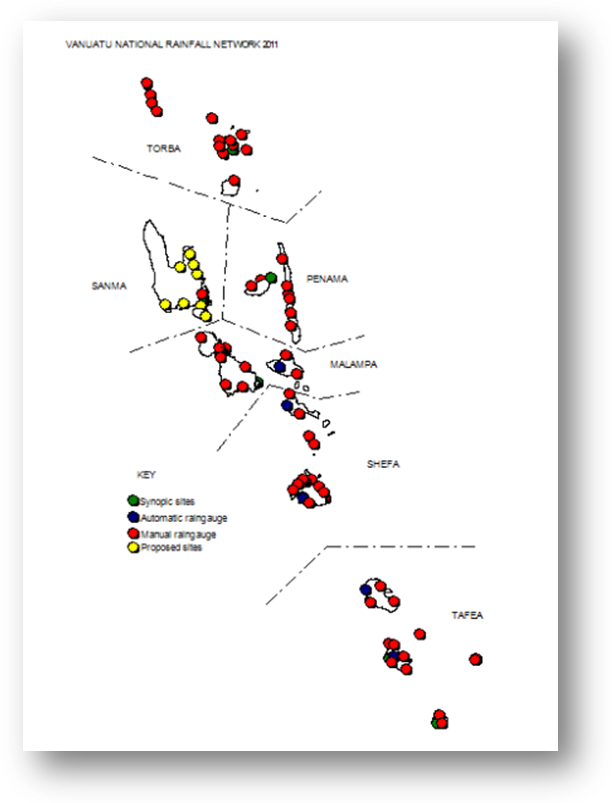 VANUATU NATIONAL RAINFALL NETWORK 2011
TORBA
SANMA
PENAMA
MALAMPA
SHEFA
KEY
Synopic sites
Automatic raingauge
Manual raingauge
Proposed sites
TAFEA